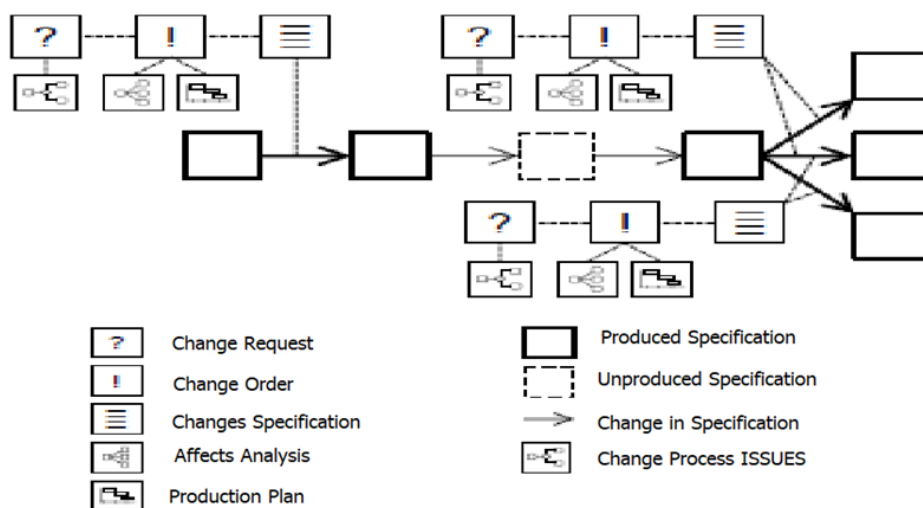 ? ! ? !
? !
? Change Request
! Change Order
Changes Specification
Affects Analysis
Production Plan
Produced Specification
Unproduced Specification
Change in Specification
Change Process ISSUES